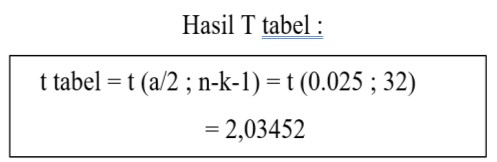 Hasil T tabel :
t tabel = t (a/2 ; n-k-1) = t (0.025 ; 32)
= 2,03452